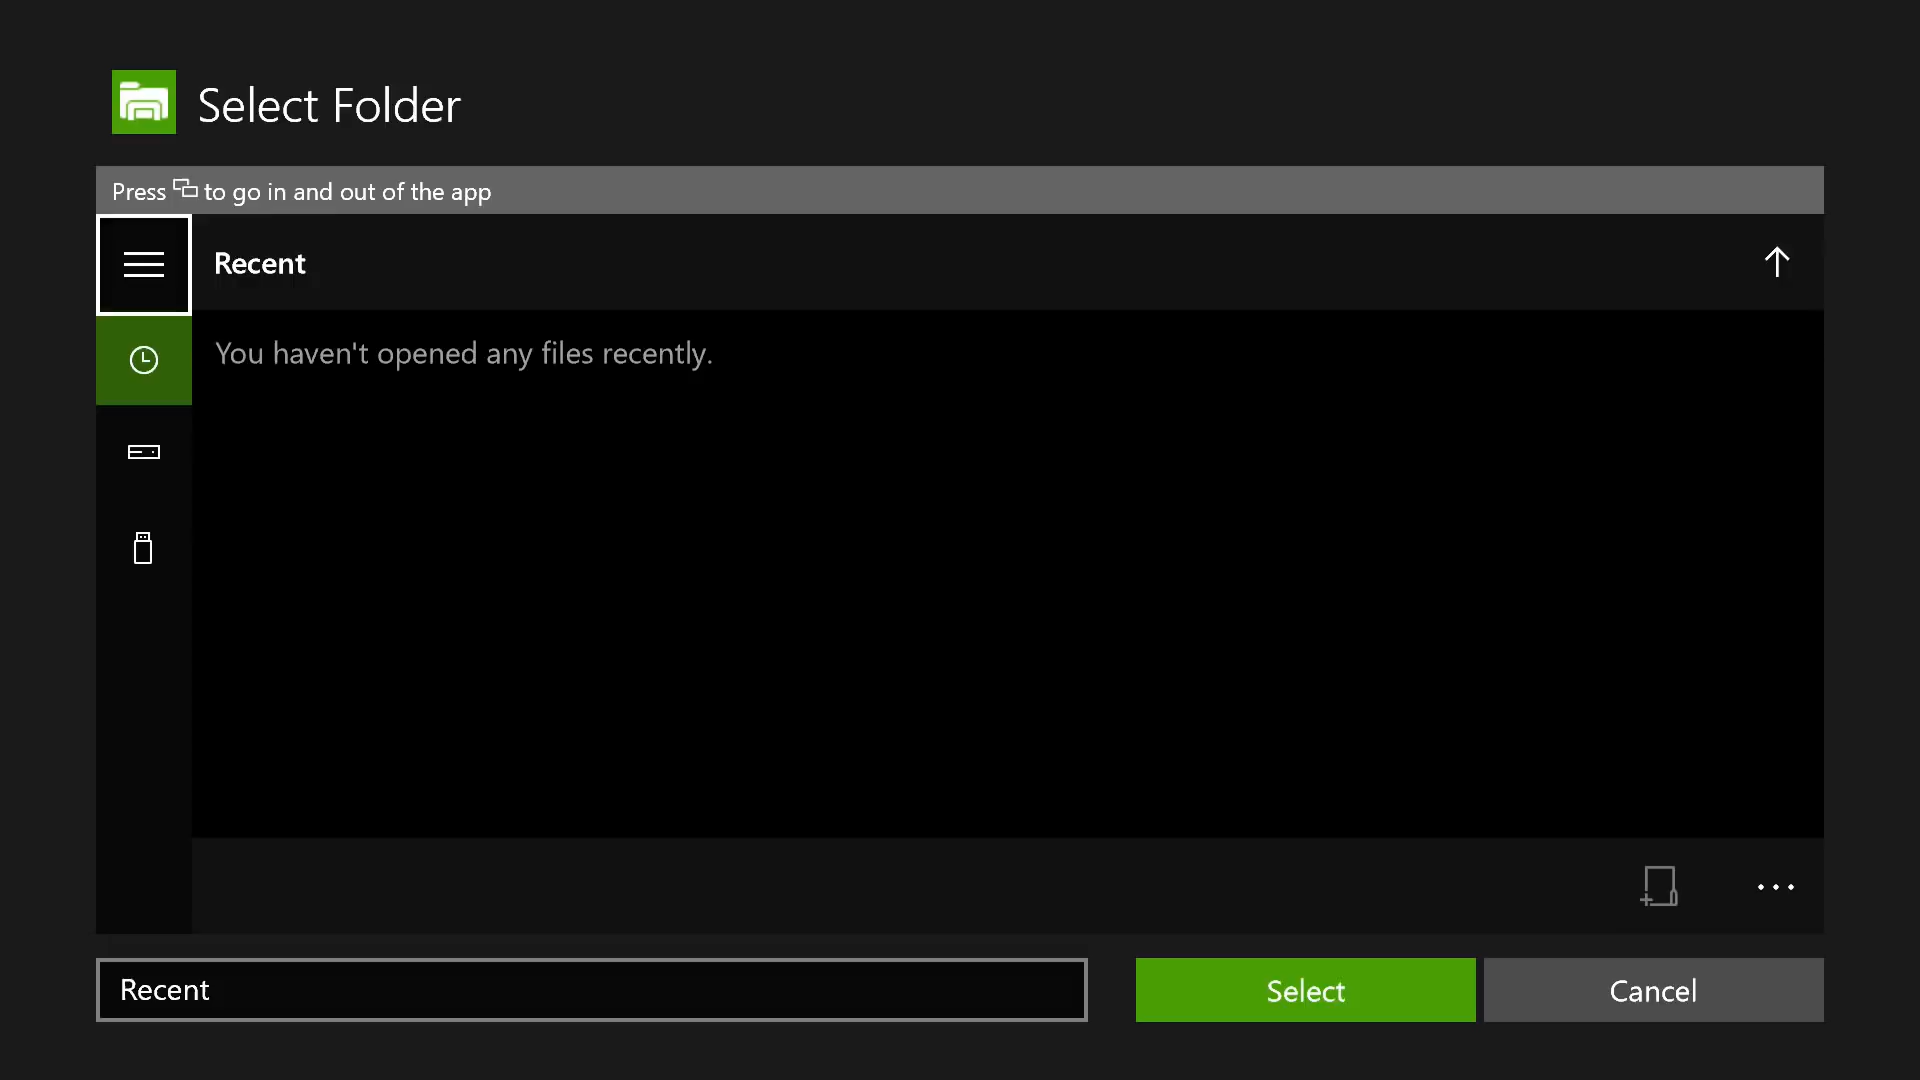 Select Folder
Press to go in and out of the app
Recent
You haven't opened any files recently.
Recent
Select
Cancel